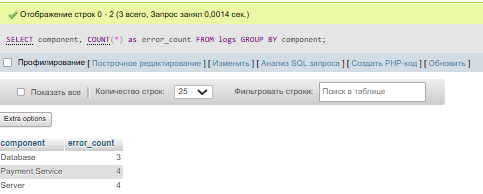 Отображение строк 0 - 2 (3 всего, Запрос занял 0,0014 сек.)
SELECT component, COUNT(*) as error_count FROM logs GROUP BY component;
Профилирование [ Построчное редактирование ] [ Изменить ] [ Анализ SQL запроса ] [ Создать PHP-код ] [ Обновить ]
Показать все | Количество строк: 25 Фильтровать строки: Поиск в таблице
Extra options
component error_count
Database 3
Payment Service 4
Server 4